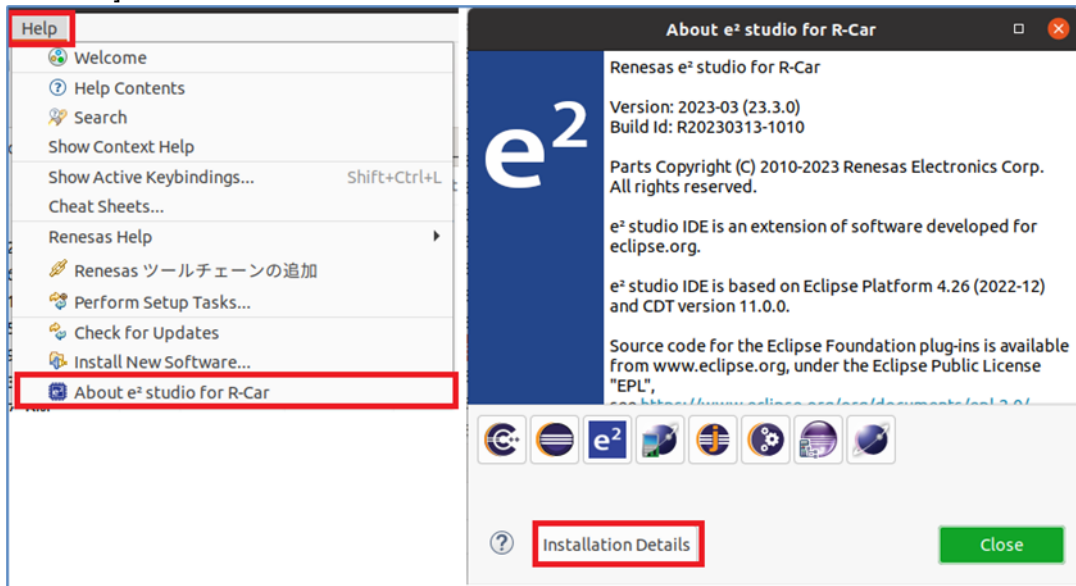 Help
Welcome
Help Contents
Search
Show Context Help
Show Active Keybindings... Shift+Ctrl+L
Cheat Sheets...
Renesas Help
Renesas ツールチェーンの追加
Perform Setup Tasks...
Check for Updates
Install New Software...
About e² studio for R-Car
About e² studio for R-Car
e²
Renesas e² studio for R-Car
Version: 2023-03 (23.3.0)
Build Id: R20230313-1010
Parts Copyright (C) 2010-2023 Renesas Electronics Corp.
All rights reserved.
e² studio IDE is an extension of software developed for
eclipse.org.
e² studio IDE is based on Eclipse Platform 4.26 (2022-12)
and CDT version 11.0.0.
Source code for the Eclipse Foundation plug-ins is available
from www.eclipse.org, under the Eclipse Public License
"EPL",
e²
Installation Details
Close